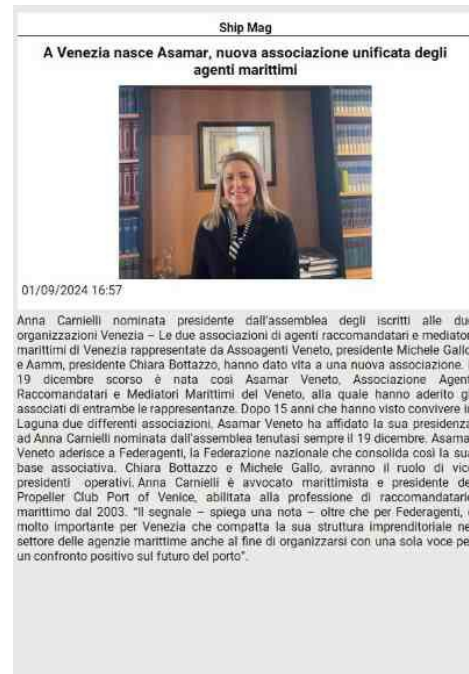 Ship Mag
A Venezia nasce Asamar, nuova associazione unificata degli
agenti marittimi
01/09/2024 16:57
Anna Carnielli nominata presidente dall'assemblea degli iscritti alle due
organizzazioni Venezia – Le due associazioni di agenti raccomandatari e mediator
marittimi di Venezia rappresentate da Assoagenti Veneto, presidente Michele Gallo
e Aamm, presidente Chiara Bottazzo, hanno dato vita a una nuova associazione.
19 dicembre scorso è nata così Asamar Veneto, Associazione Agen
Raccomandatari e Mediatori Marittimi del Veneto, alla quale hanno aderito gl
associati di entrambe le rappresentanze. Dopo 15 anni che hanno visto convivere in
Laguna due differenti associazioni, Asamar Veneto ha affidato la sua presidenza
ad Anna Carnielli nominata dall'assemblea tenutasi sempre il 19 dicembre. Asama
Veneto aderisce a Federagenti, la Federazione nazionale che consolida così la sua
base associativa. Chiara Bottazzo e Michele Gallo, avranno il ruolo di vice
presidenti operativi. Anna Carnielli è avvocato marittimista e presidente de
Propeller Club Port of Venice, abilitata alla professione di raccomandatario
marittimo dal 2003. "Il segnale – spiega una nota – oltre che per Federagenti,
molto importante per Venezia che compatta la sua struttura imprenditoriale ne
settore delle agenzie marittime anche al fine di organizzarsi con una sola voce pe
un confronto positivo sul futuro del porto".